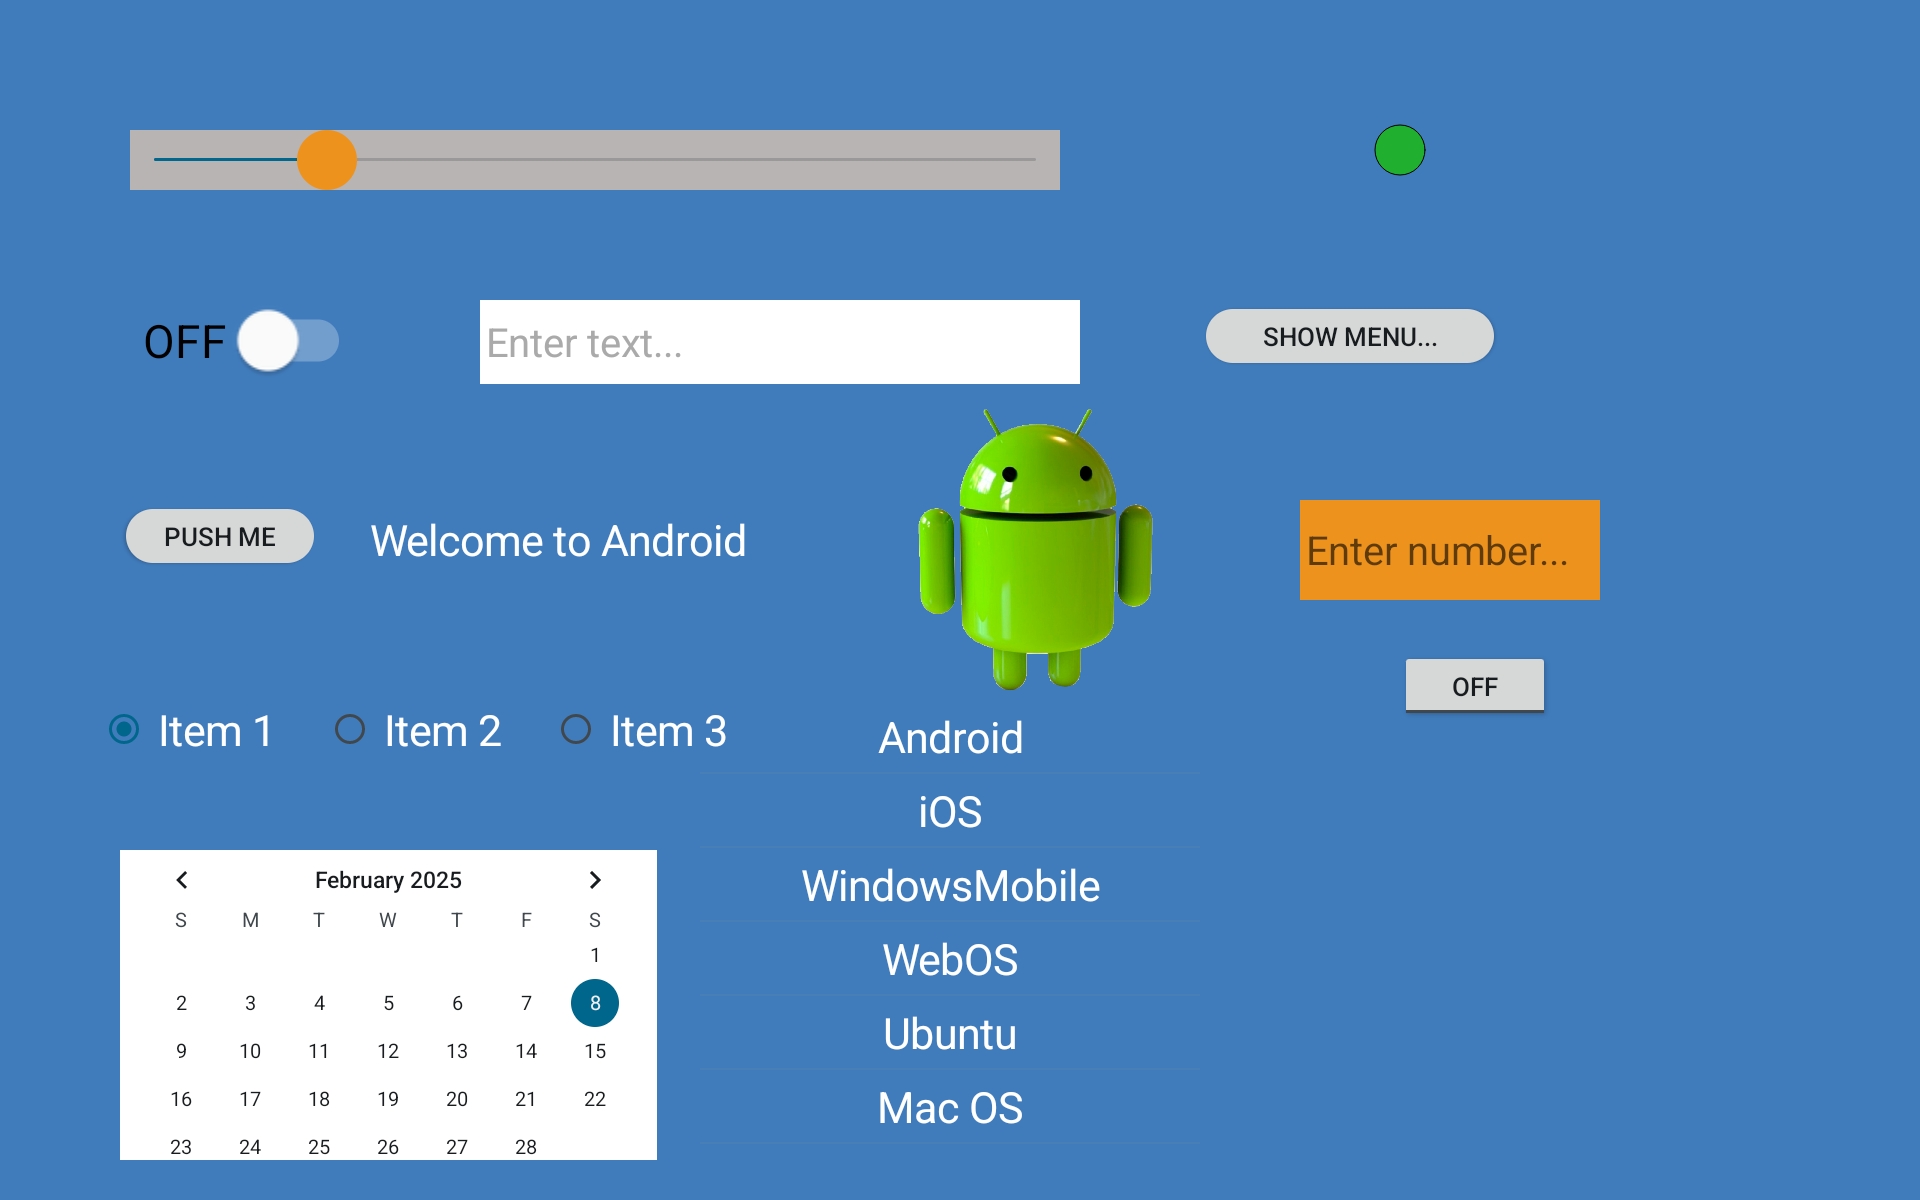 OFF
Enter text...
SHOW MENU...
PUSH ME
Welcome to Android
Enter number...
OFF
Item 1 Item 2 Item 3
Android
iOS
WindowsMobile
WebOS
Ubuntu
Mac OS
February 2025
S M T W T F S
1
2 3 4 5 6 7 8
9 10 11 12 13 14 15
16 17 18 19 20 21 22
23 24 25 26 27 28